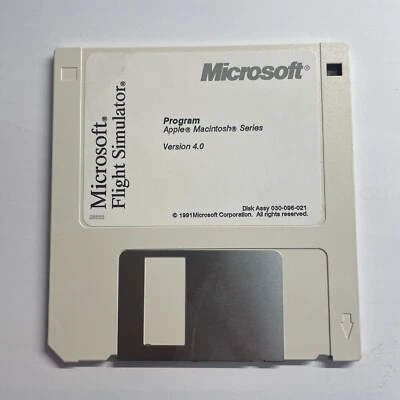 Microsoft®
Microsoft®
Flight Simulator®
Program
Apple® Macintosh® Series
Version 4.0
Disk Assy 030-096-021
© 1991Microsoft Corporation. All rights reserved.